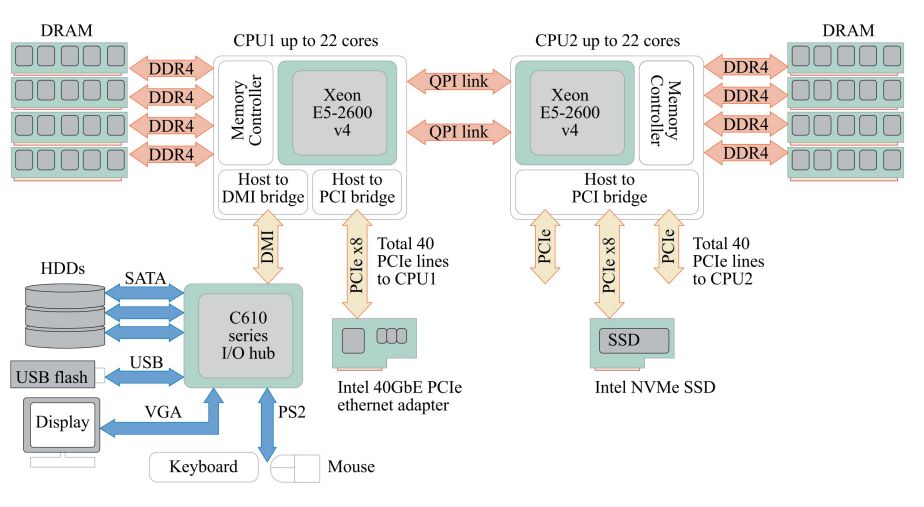 DRAM
CPU1 up to 22 cores
CPU2 up to 22 cores
DRAM
DDR4
DDR4
DDR4
DDR4
Memory
Controller
Xeon
E5-2600
v4
QPI link
QPI link
Xeon
E5-2600
v4
Memory
Controller
DDR4
DDR4
DDR4
DDR4
Host to
DMI bridge
Host to
PCI bridge
Host to
PCI bridge
DMI
PCIe x8
Total 40
PCIe lines
to CPU1
PCIe
PCIe x8
PCIe
Total 40
PCIe lines
to CPU2
HDDs
SATA
C610
series
I/O hub
SSD
USB flash
USB
Intel 40GbE PCIe
ethernet adapter
Intel NVMe SSD
Display
VGA
PS2
Keyboard
Mouse